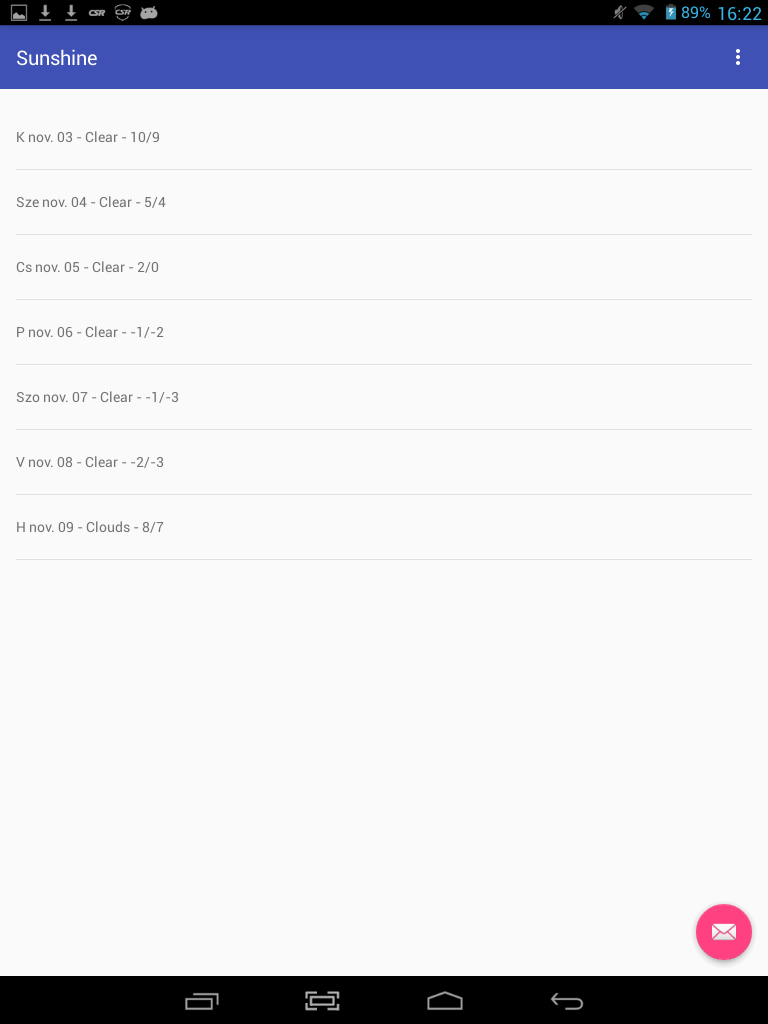 CSR CSR 89% 16:22
Sunshine
K nov. 03 - Clear - 10/9
Sze nov. 04 - Clear - 5/4
Cs nov. 05 - Clear - 2/0
P nov. 06 - Clear - -1/-2
Szo nov. 07 - Clear - -1/-3
V nov. 08 - Clear - -2/-3
H nov. 09 - Clouds - 8/7